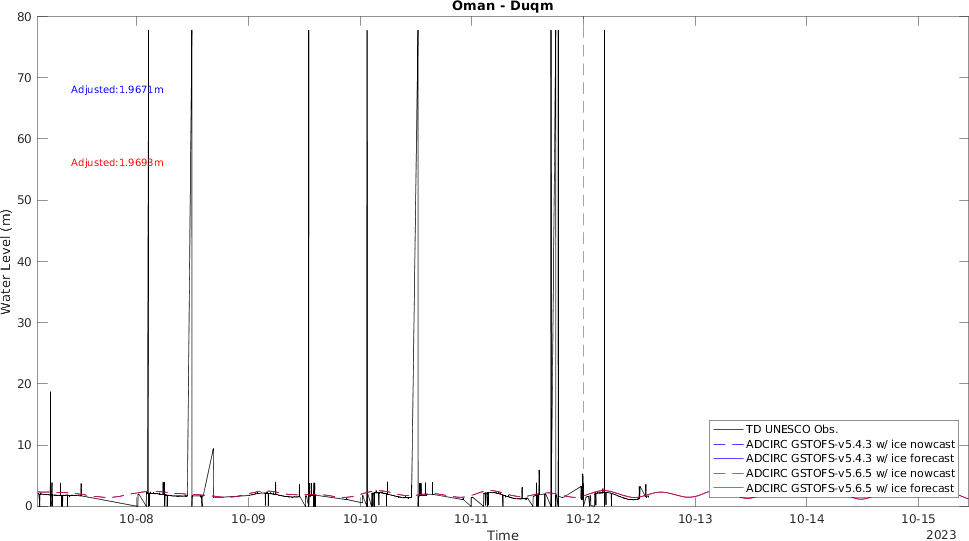 Oman - Duqm
80
70
60
50
40
30
20
10
0
Water Level (m)
Adjusted:1.9671m
Adjusted:1.9693m
TD UNESCO Obs.
ADCIRC GSTOFS-v5.4.3 w/ ice nowcast
ADCIRC GSTOFS-v5.4.3 w/ ice forecast
ADCIRC GSTOFS-v5.6.5 w/ ice nowcast
ADCIRC GSTOFS-v5.6.5 w/ ice forecast
10-08 10-09 10-10 10-11 10-12 10-13 10-14 10-15
Time
2023